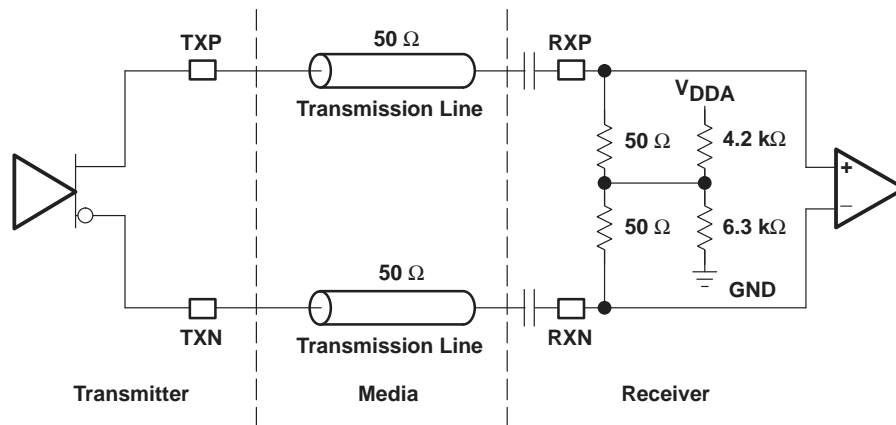 50 Ω
TXP
RXP
Transmission Line
VDDA
50 Ω
4.2 kΩ
+
−
50 Ω
6.3 kΩ
50 Ω
GND
TXN
RXN
Transmission Line
Transmitter
Media
Receiver